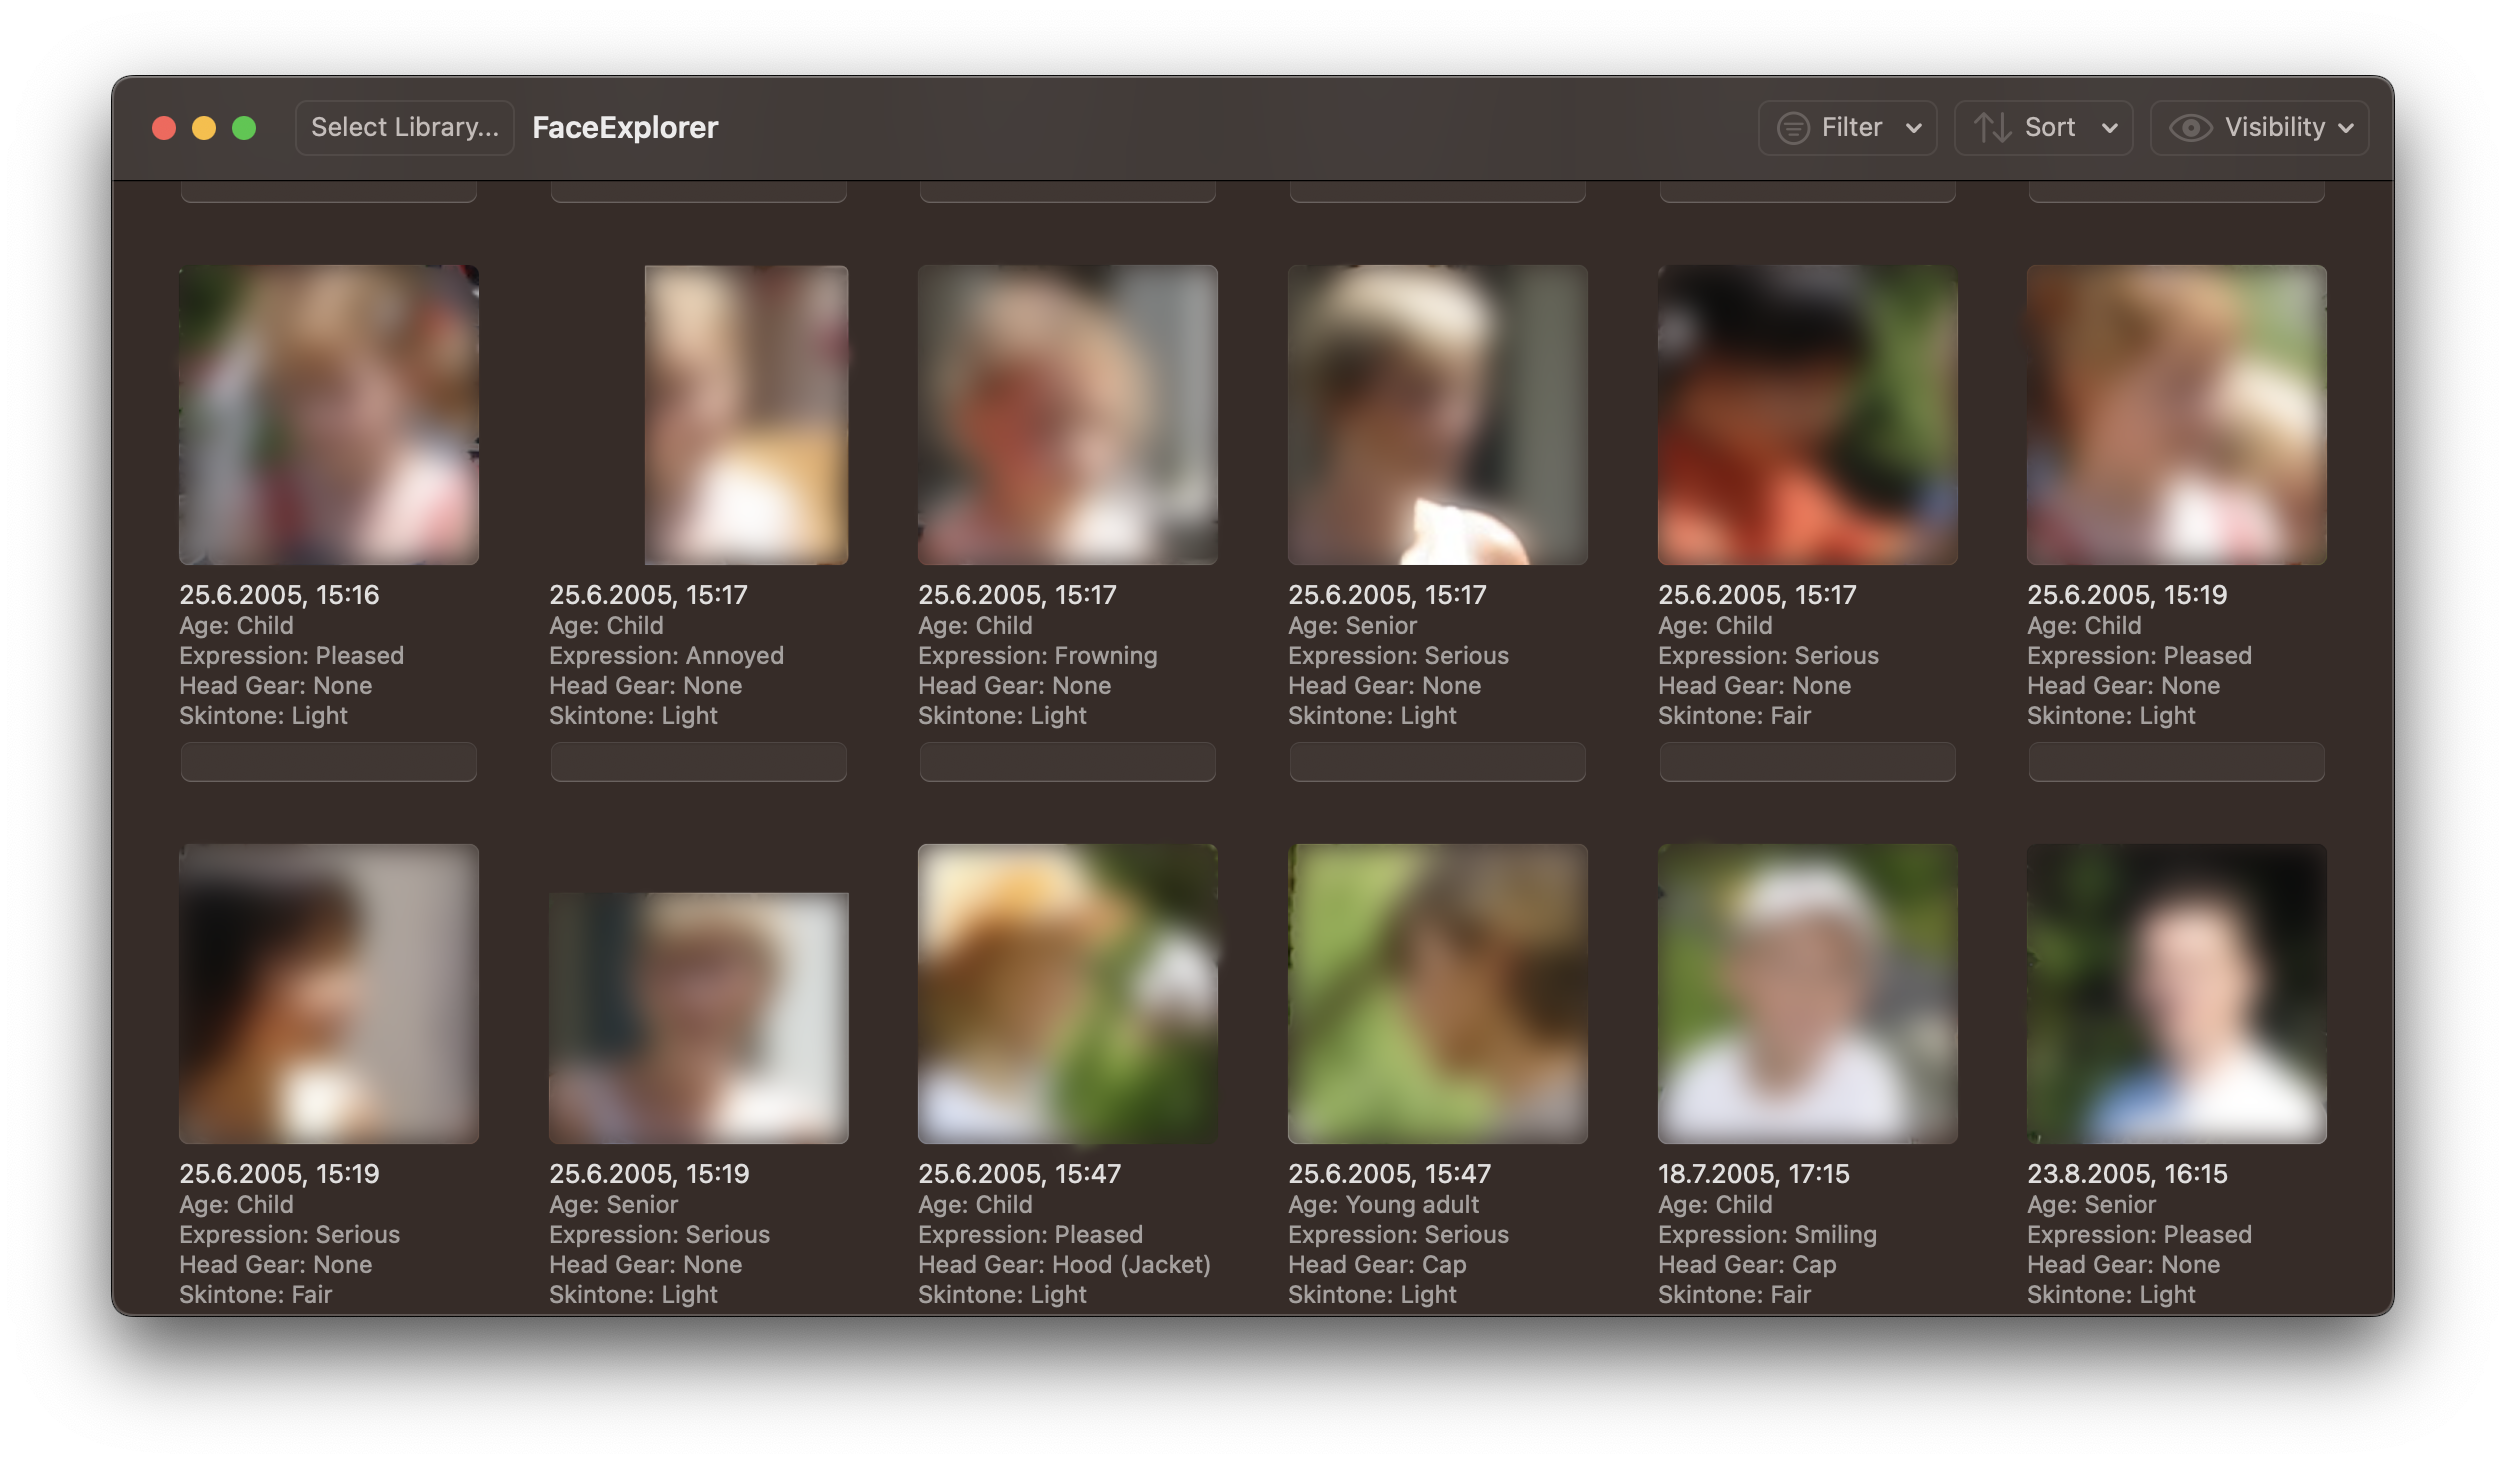 Select Library...
FaceExplorer
Filter
Sort
Visibility
25.6.2005, 15:16
Age: Child
Expression: Pleased
Head Gear: None
Skintone: Light
25.6.2005, 15:17
Age: Child
Expression: Annoyed
Head Gear: None
Skintone: Light
25.6.2005, 15:17
Age: Child
Expression: Frowning
Head Gear: None
Skintone: Light
25.6.2005, 15:17
Age: Senior
Expression: Serious
Head Gear: None
Skintone: Light
25.6.2005, 15:17
Age: Child
Expression: Serious
Head Gear: None
Skintone: Fair
25.6.2005, 15:19
Age: Child
Expression: Pleased
Head Gear: None
Skintone: Light
25.6.2005, 15:19
Age: Child
Expression: Serious
Head Gear: None
Skintone: Fair
25.6.2005, 15:19
Age: Senior
Expression: Serious
Head Gear: None
Skintone: Light
25.6.2005, 15:47
Age: Child
Expression: Pleased
Head Gear: Hood (Jacket)
Skintone: Light
25.6.2005, 15:47
Age: Young adult
Expression: Serious
Head Gear: Cap
Skintone: Light
18.7.2005, 17:15
Age: Child
Expression: Smiling
Head Gear: Cap
Skintone: Fair
23.8.2005, 16:15
Age: Senior
Expression: Pleased
Head Gear: None
Skintone: Light